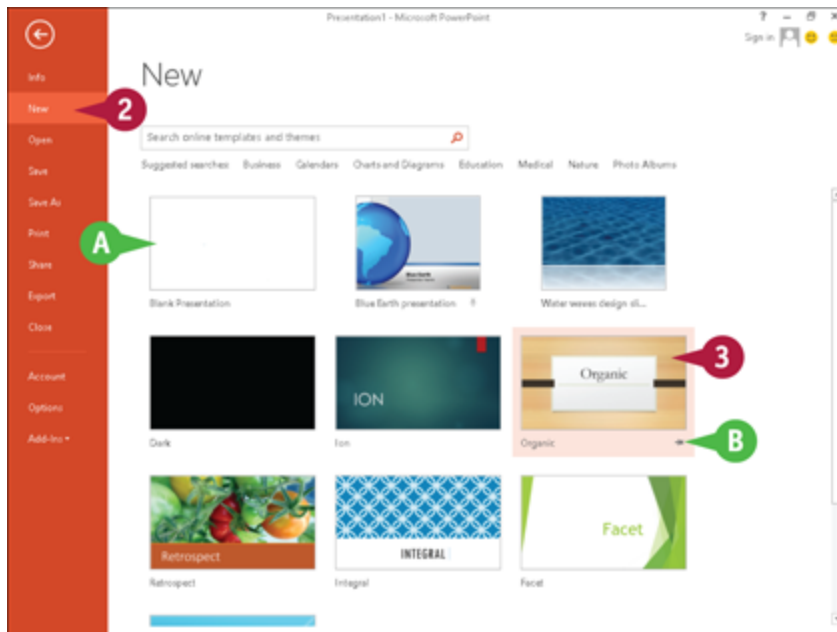 Presentation1 - Microsoft PowerPoint
?
Sign in
Info
New
Open
Save
Save As
Print
Share
Export
Close
Account
Options
Add-Ins
New
2
Search online templates and themes
Suggested searches: Business Calendars Charts and Diagrams Education Medical Nature Photo Albums
A
Blank Presentation
Blue Earth
Blue Earth presentation
Water waves design sli...
Dark
ION
Ion
Organic
3
Organic
B
Retrospect
Retrospect
INTEGRAL
Integral
Facet
Facet